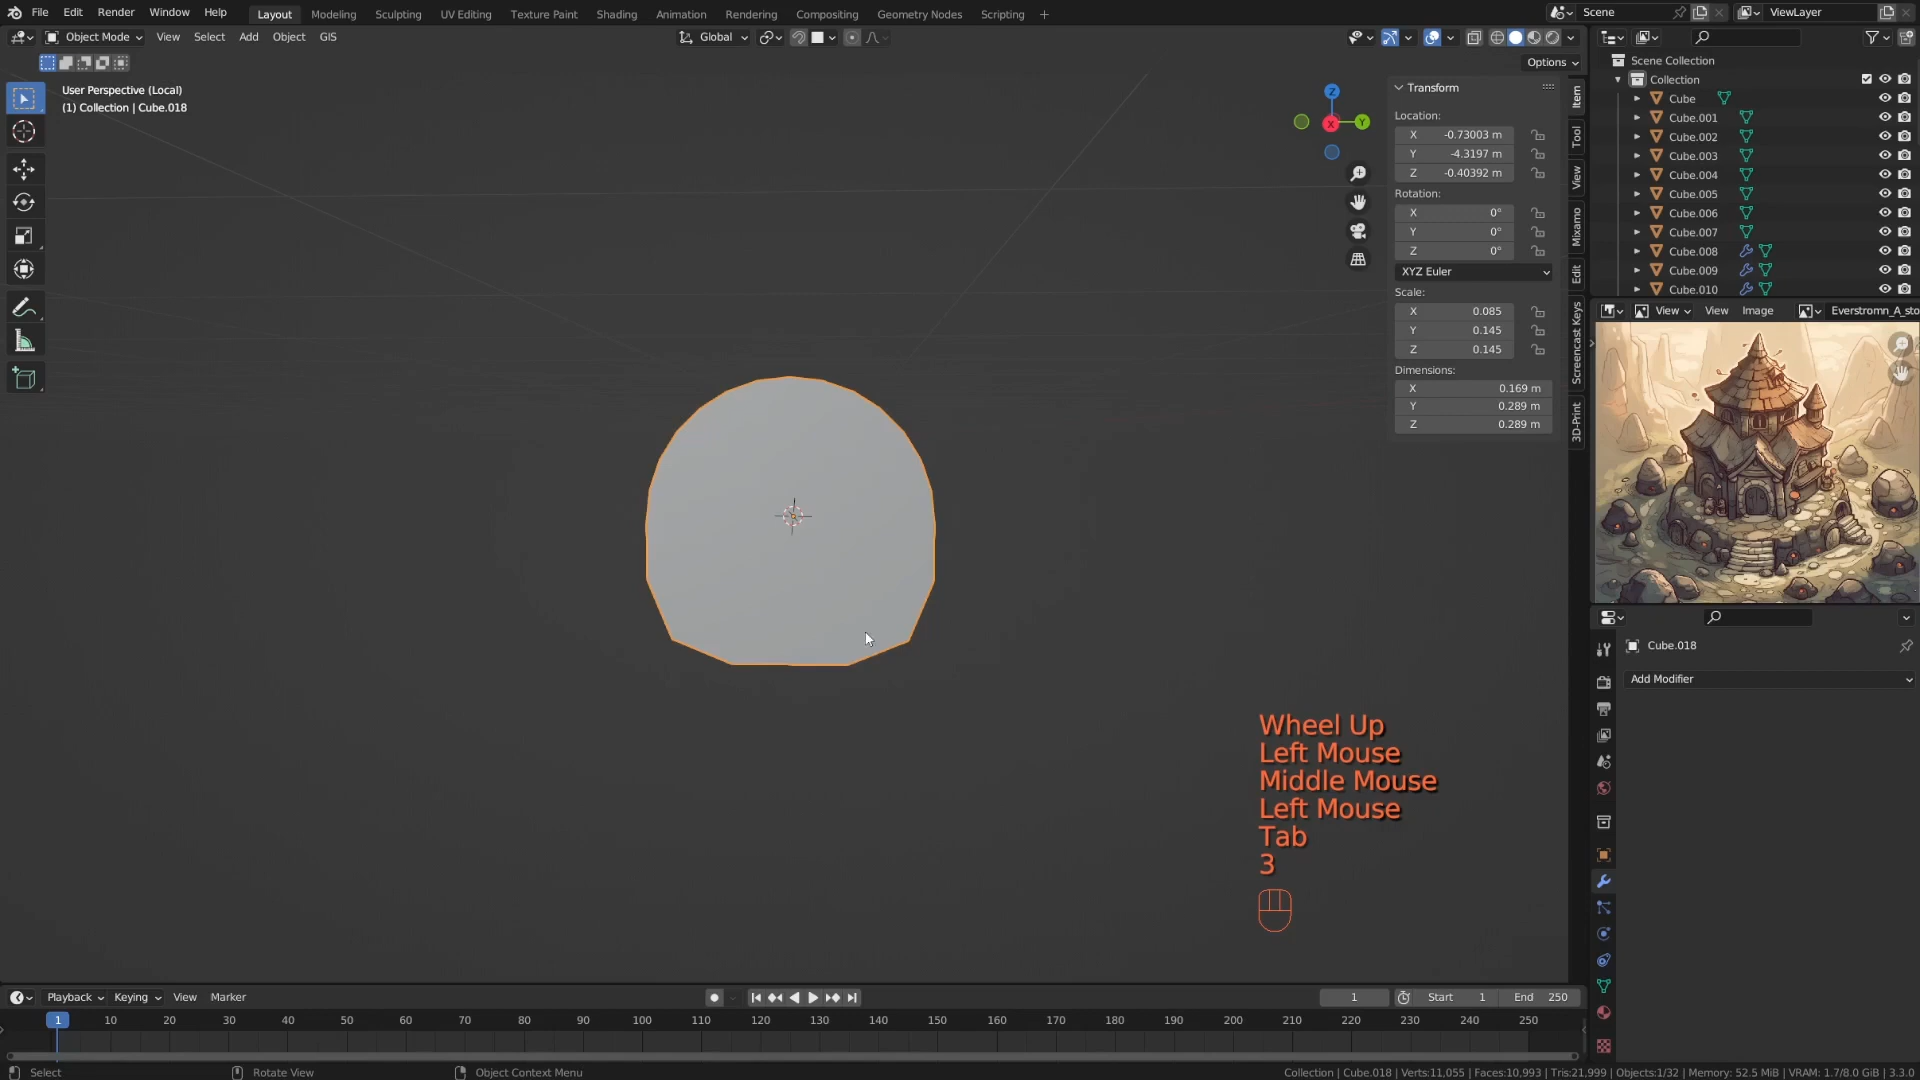 File Edit Render Window Help Layout Modeling Sculpting UV Editing Texture Paint Shading Animation Rendering Compositing Geometry Nodes Scripting + Scene ViewLayer
Object Mode View Select Add Object GIS Global
Options
User Perspective (Local)
(1) Collection | Cube.018
Z
Y
X
Transform
Location:
X -0.73003 m
Y -4.3197 m
Z -0.40392 m
Rotation:
X 0°
Y 0°
Z 0°
XYZ Euler
Scale:
X 0.085
Y 0.145
Z 0.145
Dimensions:
X 0.169 m
Y 0.289 m
Z 0.289 m
Item
Tool
View
Mixamo
Edit
Screencast Keys
3D-Print
Scene Collection
Collection
Cube
Cube.001
Cube.002
Cube.003
Cube.004
Cube.005
Cube.006
Cube.007
Cube.008
Cube.009
Cube.010
View View Image Everstromn_A_sto
Cube.018
Add Modifier
Wheel Up
Left Mouse
Middle Mouse
Left Mouse
Tab
3
Playback Keying View Marker 1 Start 1 End 250
1 10 20 30 40 50 60 70 80 90 100 110 120 130 140 150 160 170 180 190 200 210 220 230 240 250
Select Rotate View Object Context Menu Collection | Cube.018 | Verts:11,055 | Faces:10,993 | Tris:21,999 | Objects:1/32 | Memory: 52.5 MiB | VRAM: 1.7/8.0 GiB | 3.3.0